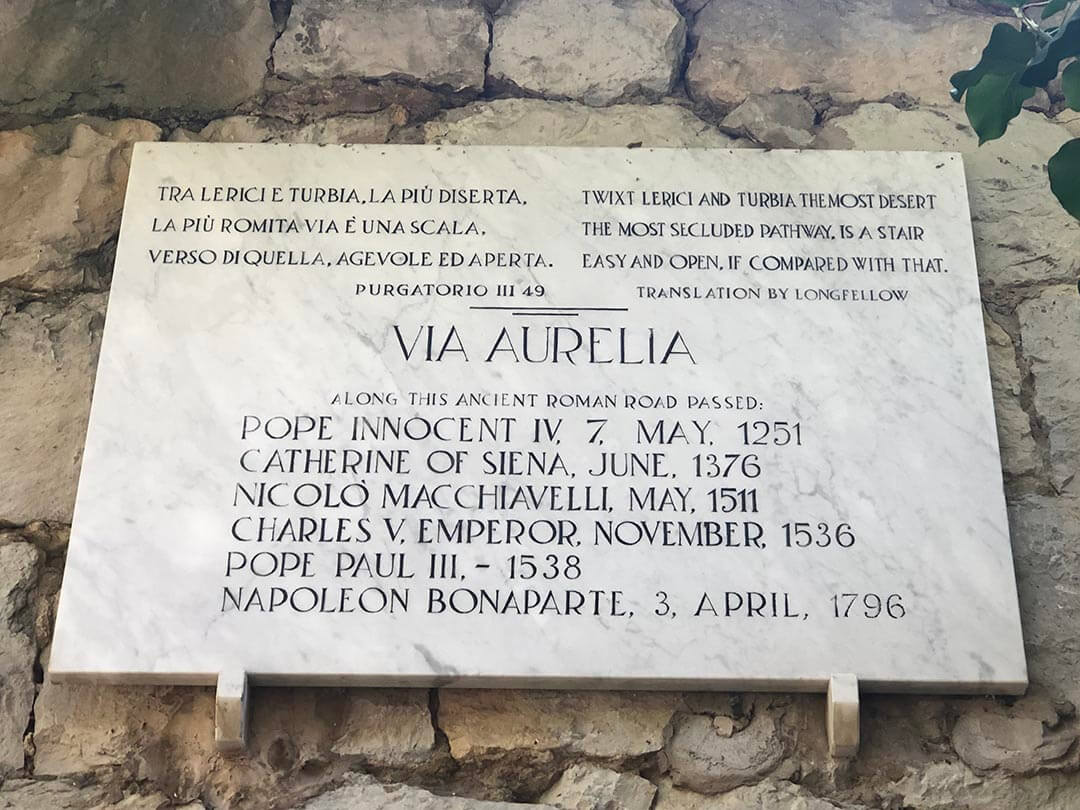 TRA LERICI E TURBIA, LA PIÙ DISERTA,
LA PIÙ ROMITA VIA È UNA SCALA,
VERSO DI QUELLA, AGEVOLE ED APERTA.
PURGATORIO III 49
TWIXT LERICI AND TURBIA THE MOST DESERT
THE MOST SECLUDED PATHWAY, IS A STAIR
EASY AND OPEN, IF COMPARED WITH THAT.
TRANSLATION BY LONGFELLOW
VIA AURELIA
ALONG THIS ANCIENT ROMAN ROAD PASSED:
POPE INNOCENT IV, 7, MAY, 1251
CATHERINE OF SIENA, JUNE, 1376
NICOLÒ MACCHIAVELLI, MAY, 1511
CHARLES V, EMPEROR, NOVEMBER, 1536
POPE PAUL III, - 1538
NAPOLEON BONAPARTE, 3, APRIL, 1796